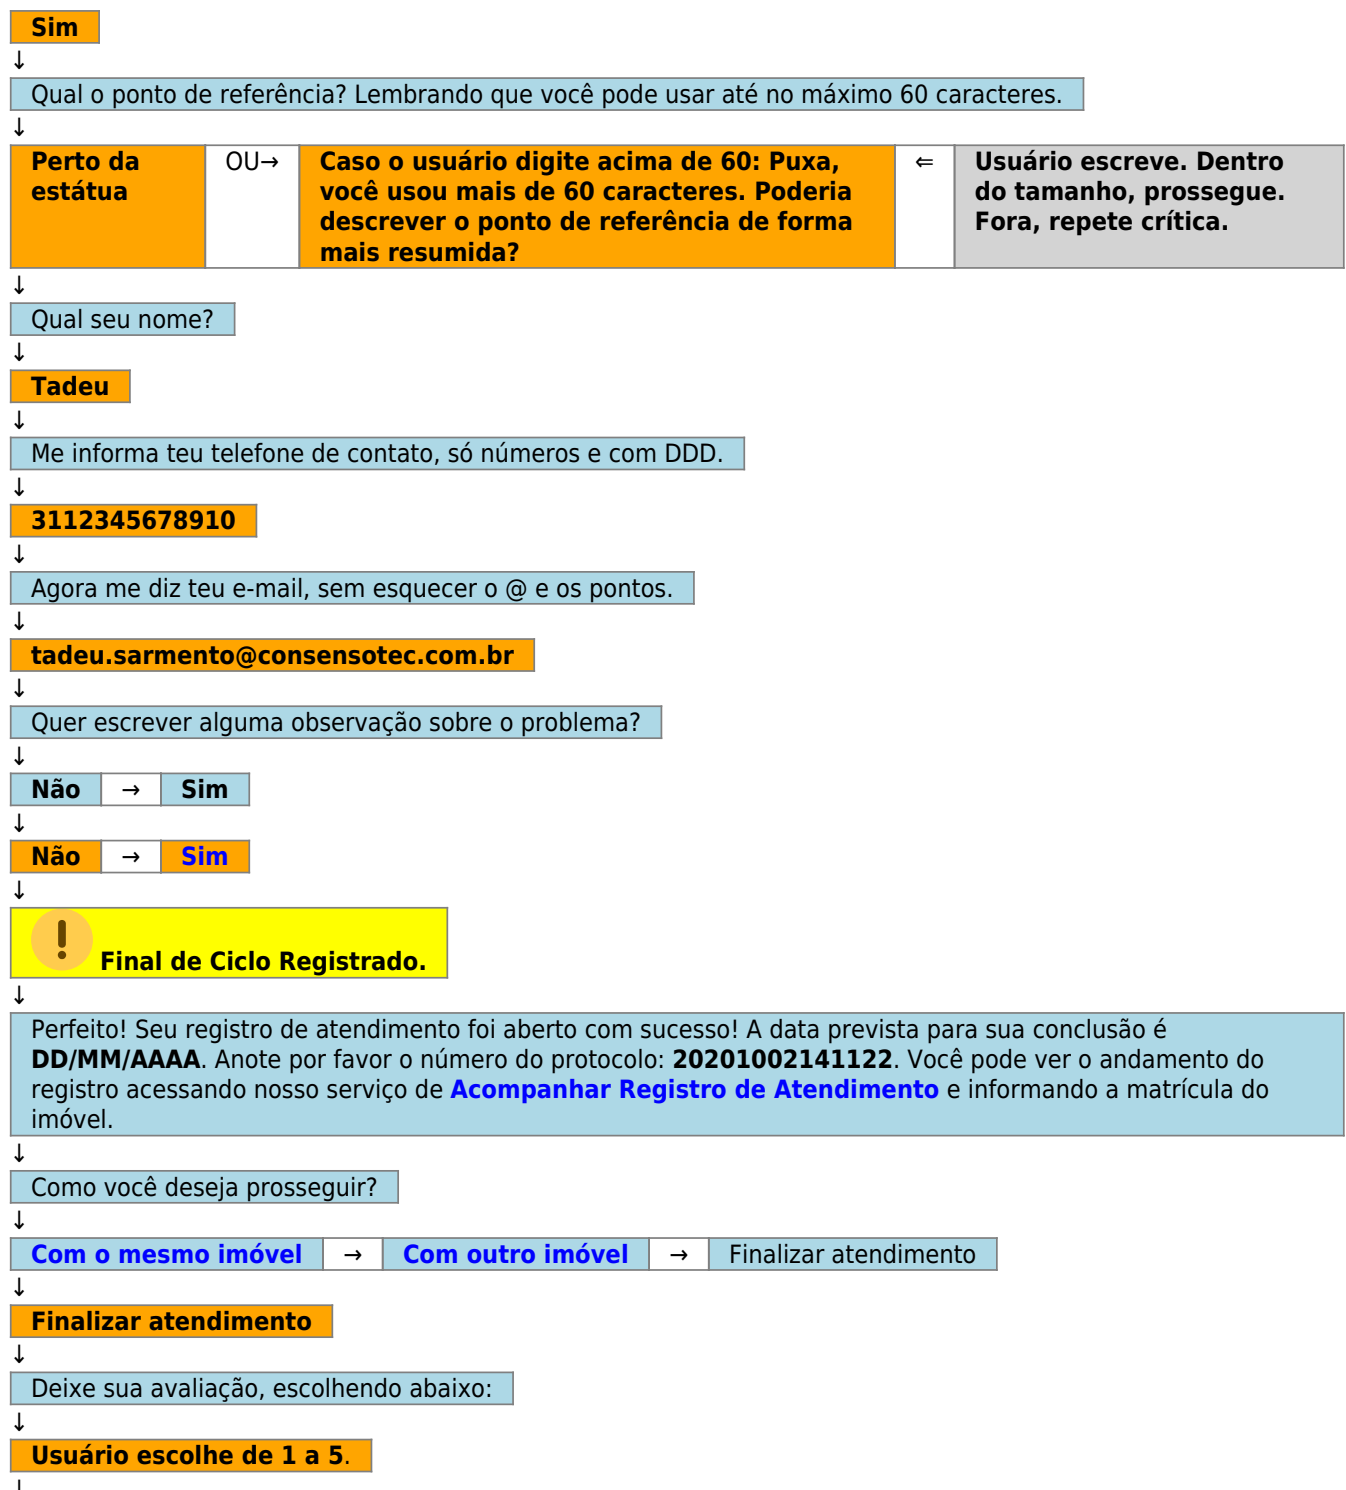 Sim
↓
Qual o ponto de referência? Lembrando que você pode usar até no máximo 60 caracteres.
↓
Perto da estátua
OU→
Caso o usuário digite acima de 60: Puxa,
você usou mais de 60 caracteres. Poderia
descrever o ponto de referência de forma
mais resumida?
⇐
Usuário escreve. Dentro
do tamanho, prossegue.
Fora, repete crítica.
↓
Qual seu nome?
↓
Tadeu
↓
Me informa teu telefone de contato, só números e com DDD.
↓
3112345678910
↓
Agora me diz teu e-mail, sem esquecer o @ e os pontos.
↓
tadeu.sarmento@consensotec.com.br
↓
Quer escrever alguma observação sobre o problema?
↓
Não → Sim
↓
Não → Sim
↓
Final de Ciclo Registrado.
↓
Perfeito! Seu registro de atendimento foi aberto com sucesso! A data prevista para sua conclusão é
DD/MM/AAAA. Anote por favor o número do protocolo: 20201002141122. Você pode ver o andamento do
registro acessando nosso serviço de Acompanhar Registro de Atendimento e informando a matrícula do
imóvel.
↓
Como você deseja prosseguir?
↓
Com o mesmo imóvel → Com outro imóvel → Finalizar atendimento
↓
Finalizar atendimento
↓
Deixe sua avaliação, escolhendo abaixo:
↓
Usuário escolhe de 1 a 5.